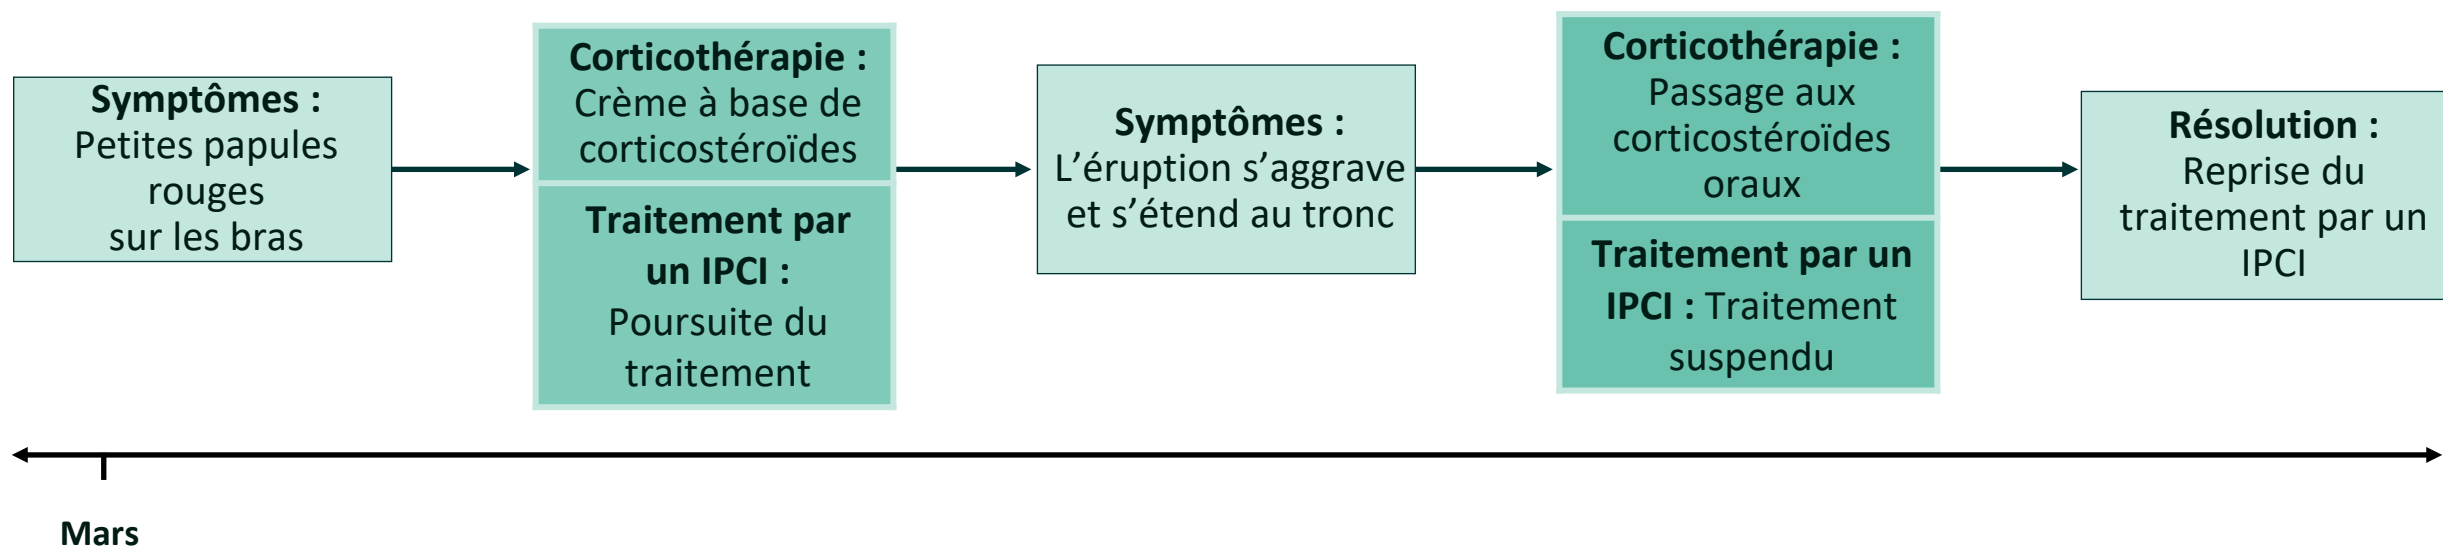 Symptômes :
Petites papules
rouges
sur les bras
Corticothérapie :
Crème à base de
corticostéroïdes
Traitement par
un IPCI :
Poursuite du
traitement
Symptômes :
L’éruption s’aggrave
et s’étend au tronc
Corticothérapie :
Passage aux
corticostéroïdes
oraux
Traitement par un
IPCI : Traitement
suspendu
Résolution :
Reprise du
traitement par un
IPCI
Mars